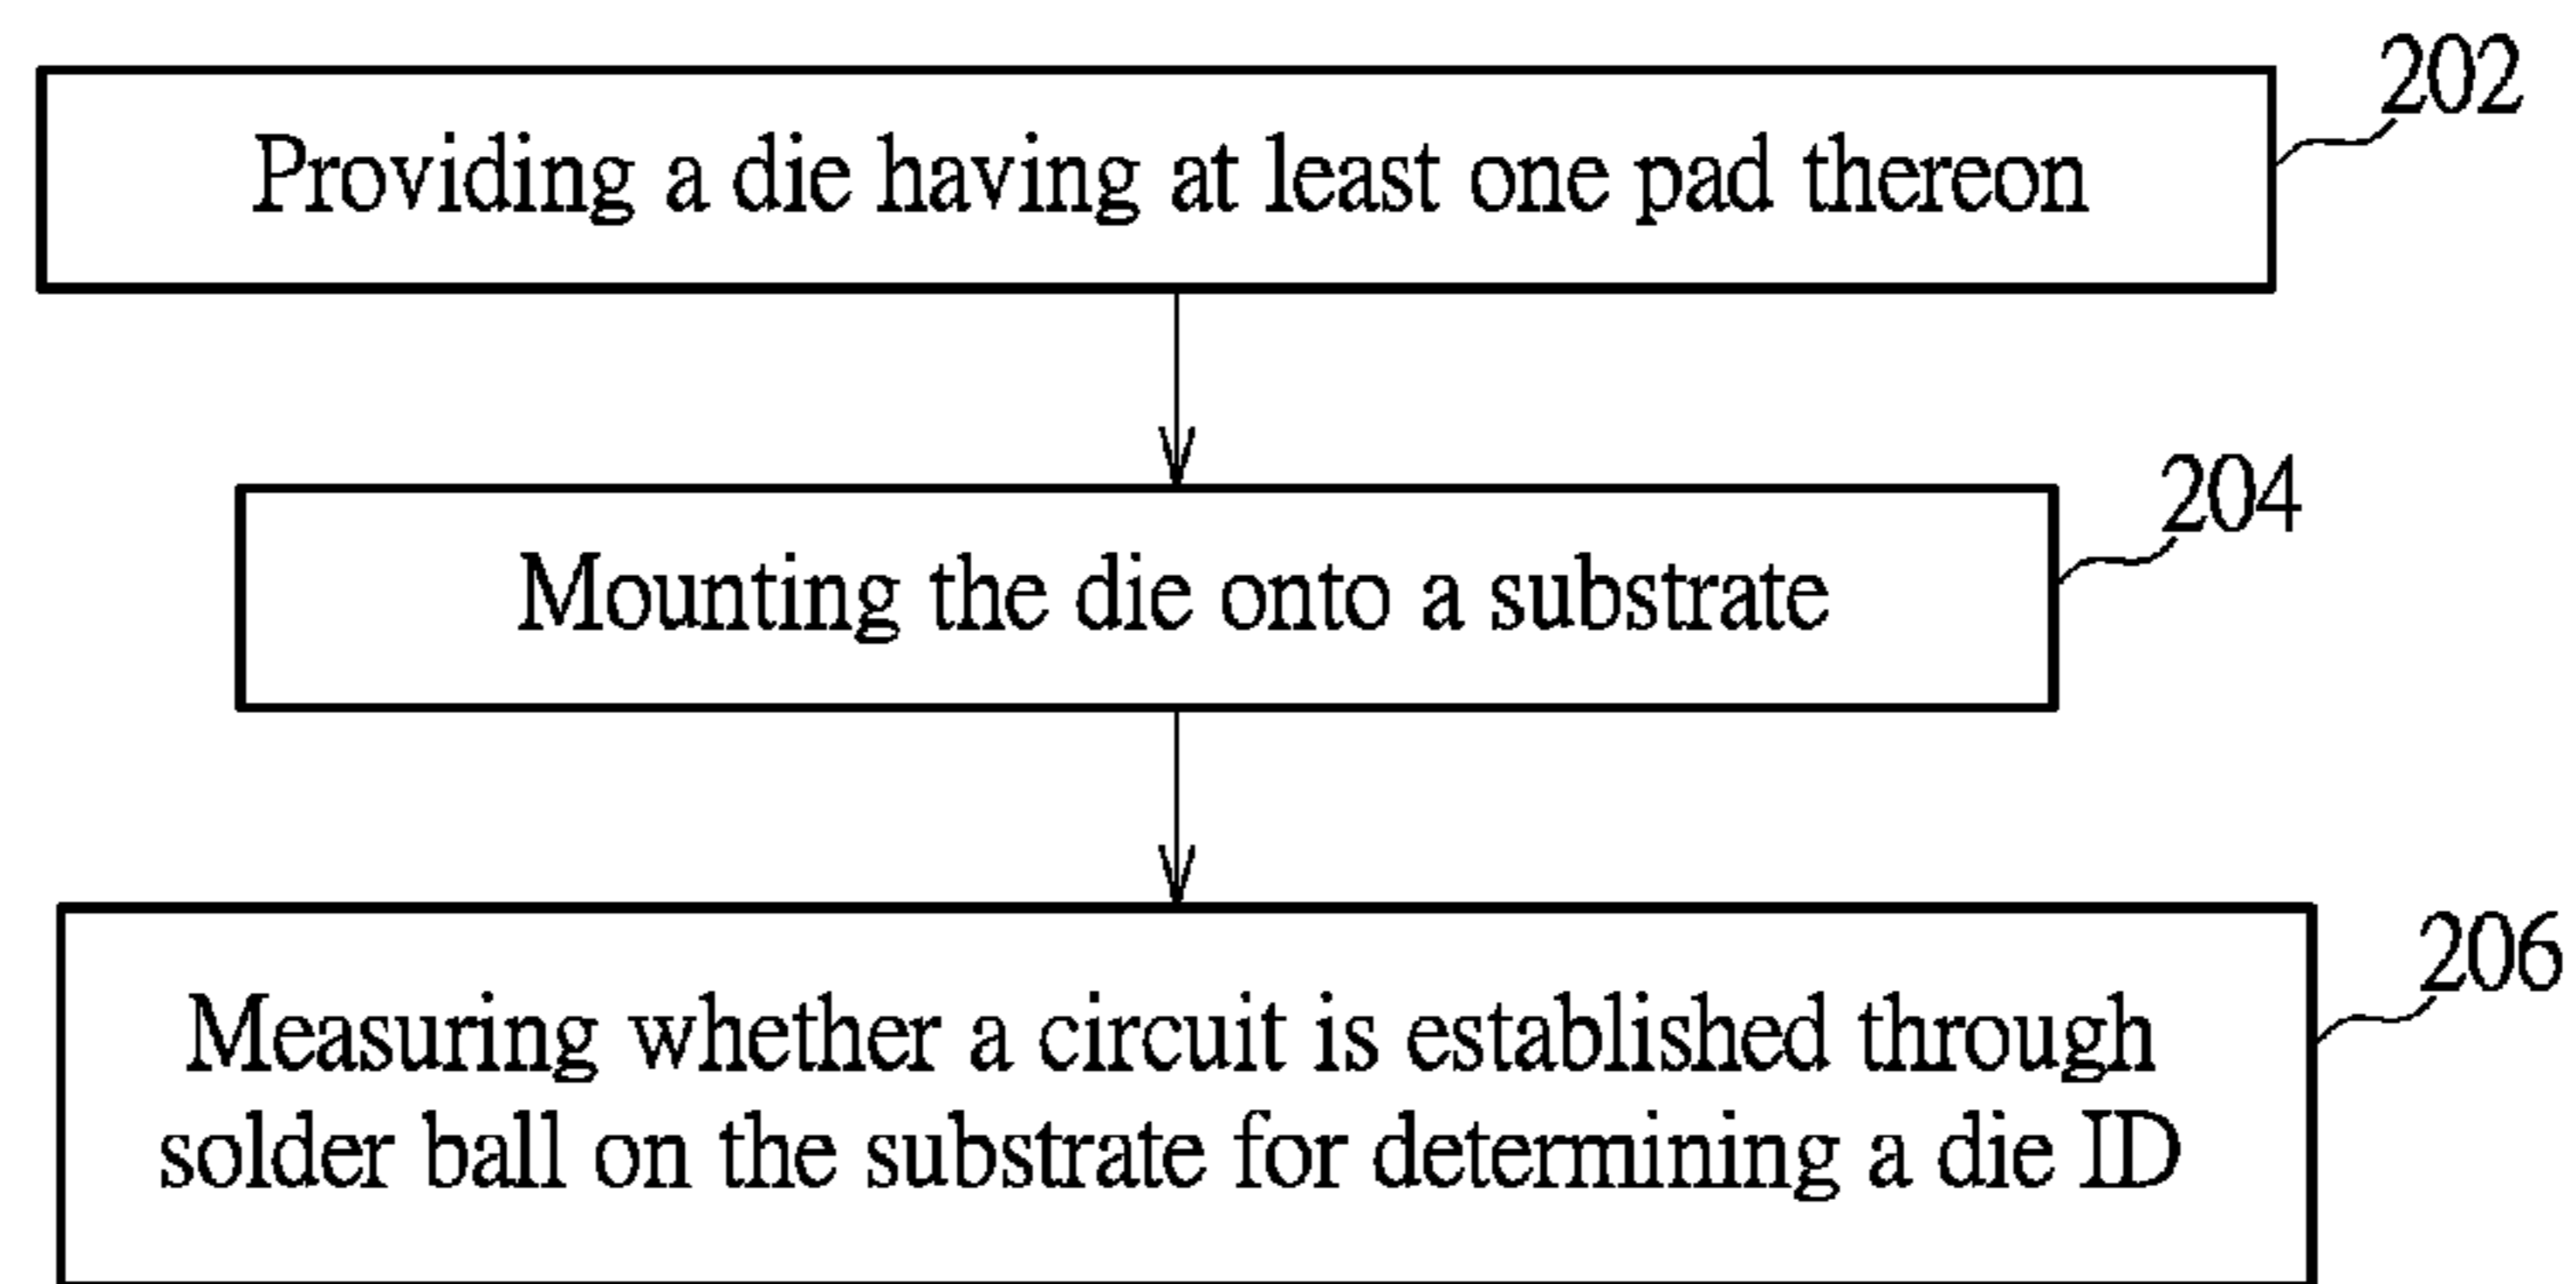 202
Providing a die having at least one pad thereon
204
Mounting the die onto a substrate
206
Measuring whether a circuit is established through
solder ball on the substrate for determining a die ID